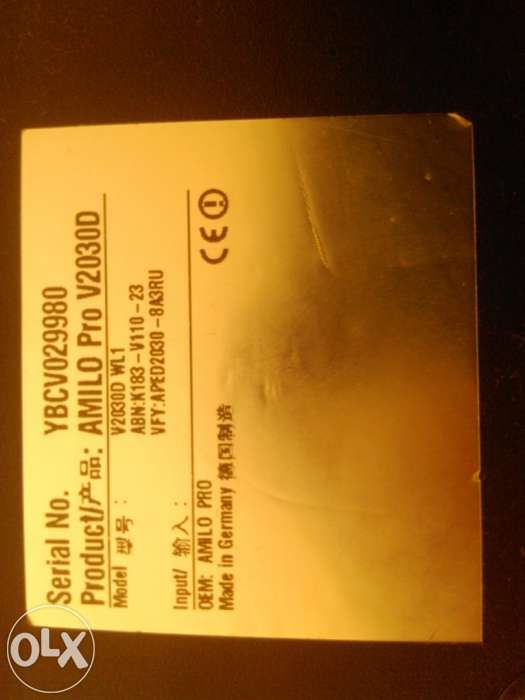 Serial No. YBCV029980
Product/产品: AMILO Pro V2030D
Model 型号: V2030D WL1
ABN:K183-V110-23
VFY:APED2030-8A3RU
Input/ 输入:
OEM: AMILO PRO
Made in Germany 德国制造
CE
OLX